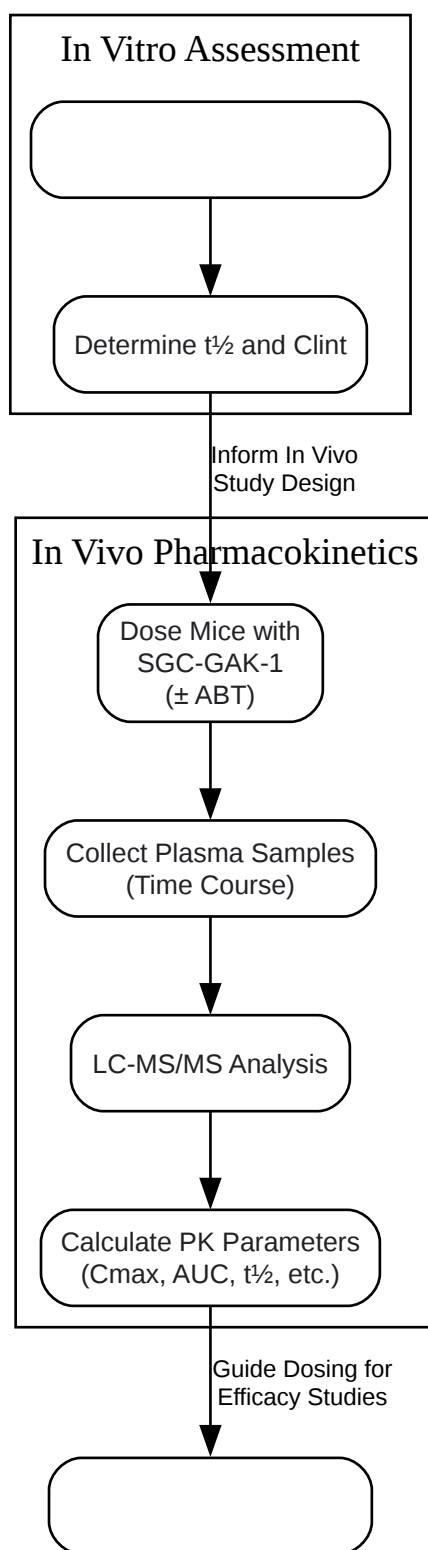 In Vitro Assessment
Determine t½ and Clint
Inform In Vivo
Study Design
In Vivo Pharmacokinetics
Dose Mice with
SGC-GAK-1
(± ABT)
Collect Plasma Samples
(Time Course)
LC-MS/MS Analysis
Calculate PK Parameters
(Cmax, AUC, t½, etc.)
Guide Dosing for
Efficacy Studies